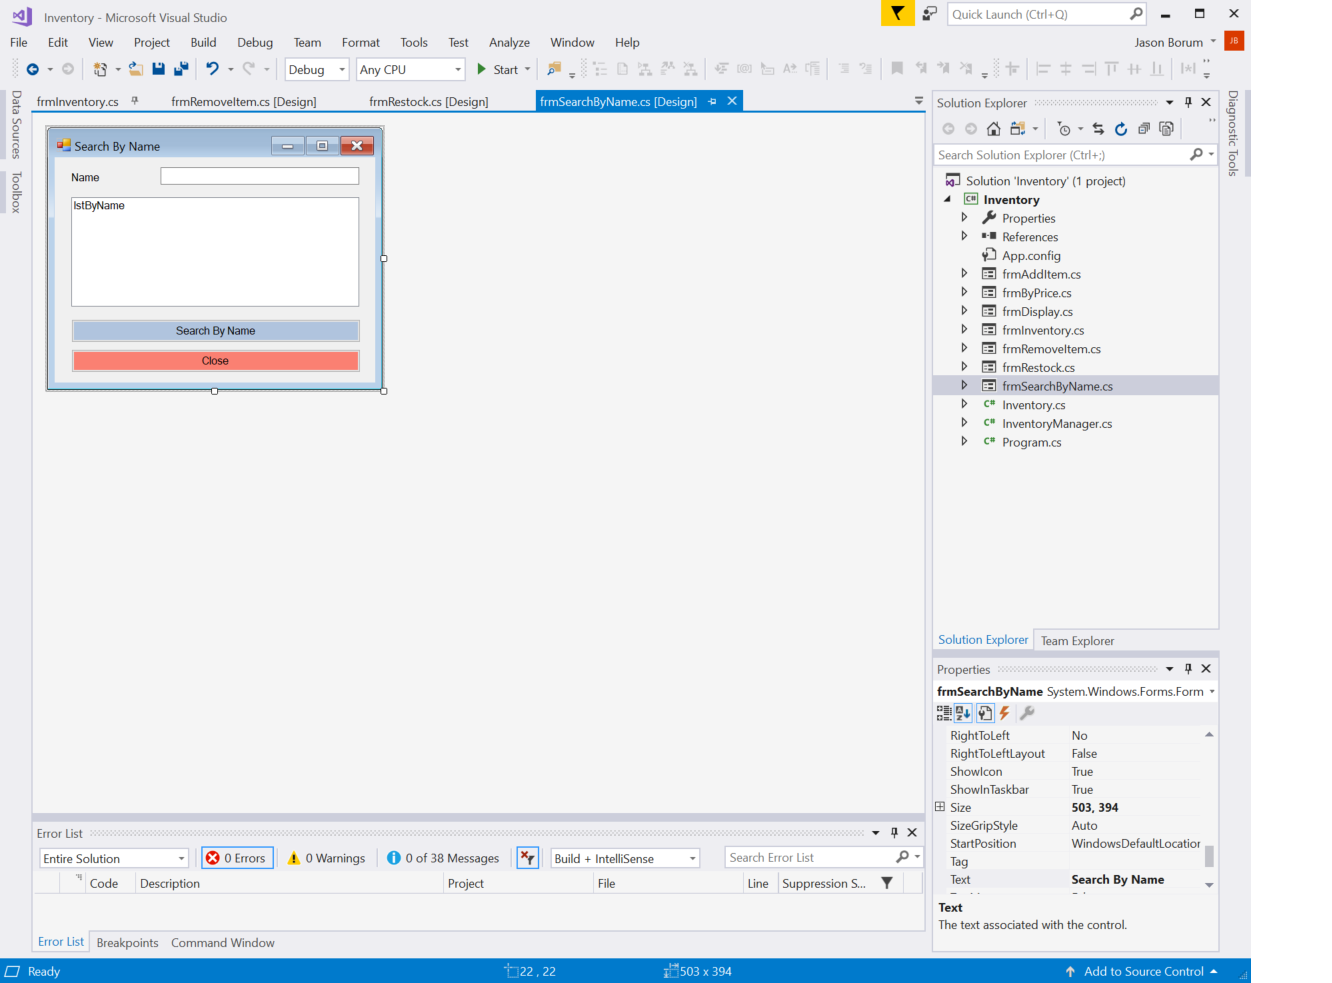 Inventory - Microsoft Visual Studio
Quick Launch (Ctrl+Q)
File Edit View Project Build Debug Team Format Tools Test Analyze Window Help
Jason Borum JB
Debug Any CPU Start
Data Sources
Toolbox
frmInventory.cs frmRemoveItem.cs [Design] frmRestock.cs [Design] frmSearchByName.cs [Design]
Search By Name
Name
lstByName
Search By Name
Close
Solution Explorer
Search Solution Explorer (Ctrl+;)
Solution 'Inventory' (1 project)
C# Inventory
Properties
References
App.config
frmAddItem.cs
frmByPrice.cs
frmDisplay.cs
frmInventory.cs
frmRemoveItem.cs
frmRestock.cs
frmSearchByName.cs
C# Inventory.cs
C# InventoryManager.cs
C# Program.cs
Solution Explorer Team Explorer
Diagnostic Tools
Properties
frmSearchByName System.Windows.Forms.Form
RightToLeft No
RightToLeftLayout False
ShowIcon True
ShowInTaskbar True
Size 503, 394
SizeGripStyle Auto
StartPosition WindowsDefaultLocation
Tag
Text Search By Name
Text
The text associated with the control.
Error List
Entire Solution 0 Errors 0 Warnings 0 of 38 Messages Build + IntelliSense Search Error List
Code Description Project File Line Suppression S...
Error List Breakpoints Command Window
Ready 22 , 22 503 x 394 Add to Source Control